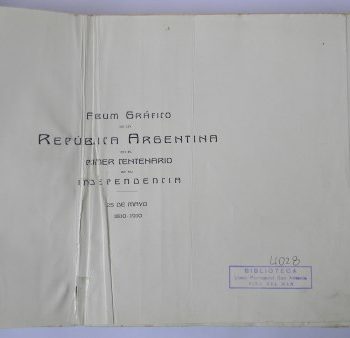 ALBUM GRÁFICO
DE LA
REPÚBLICA ARGENTINA
EN EL
PRIMER CENTENARIO
DE SU
INDEPENDENCIA
25 DE MAYO
1810-1910
4028
BIBLIOTECA
VIÑA DEL MAR